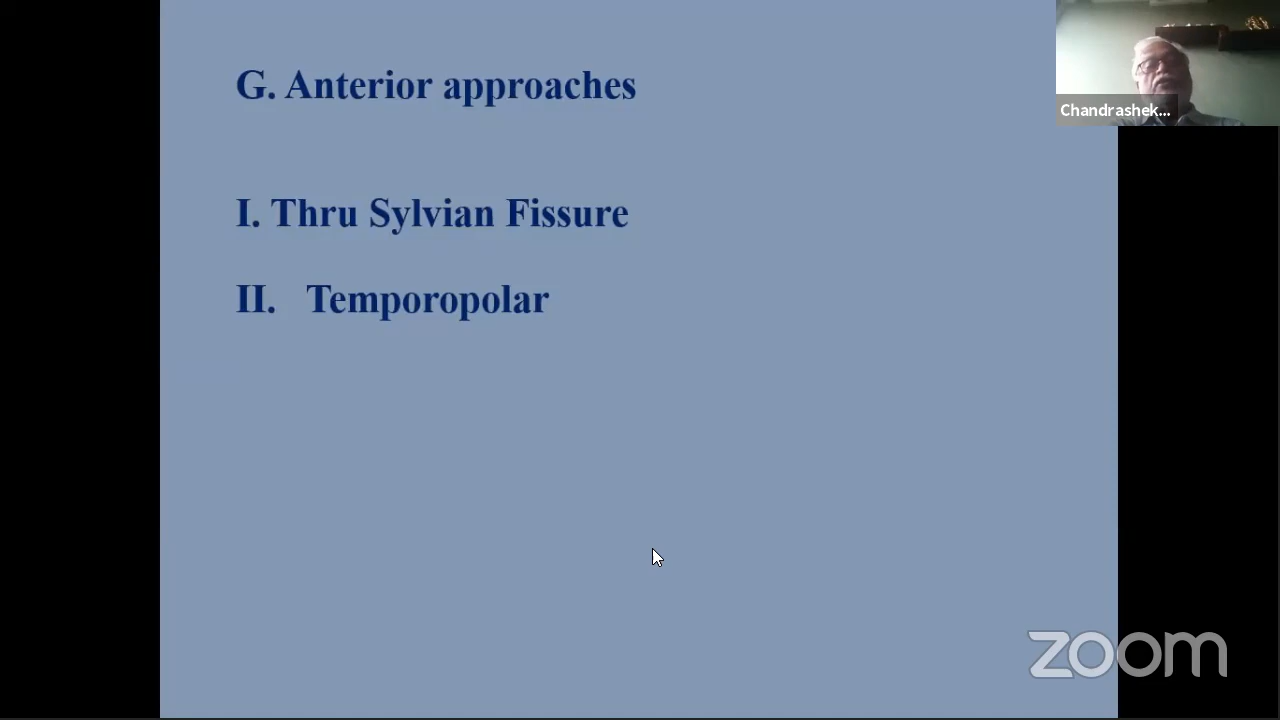 G. Anterior approaches
Chandrashek...
I. Thru Sylvian Fissure
II. Temporopolar
zoom